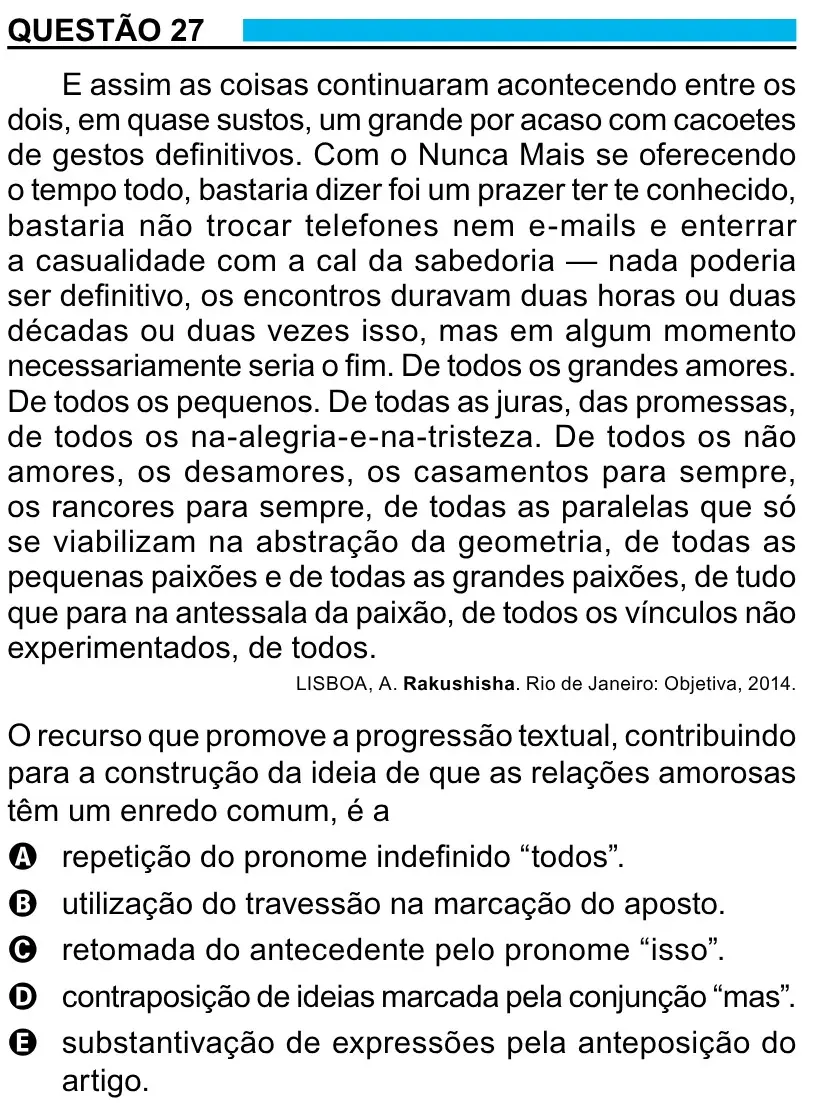 QUESTÃO 27
E assim as coisas continuaram acontecendo entre os
dois, em quase sustos, um grande por acaso com cacoetes
de gestos definitivos. Com o Nunca Mais se oferecendo
o tempo todo, bastaria dizer foi um prazer ter te conhecido,
bastaria não trocar telefones nem e-mails e enterrar
a casualidade com a cal da sabedoria — nada poderia
ser definitivo, os encontros duravam duas horas ou duas
décadas ou duas vezes isso, mas em algum momento
necessariamente seria o fim. De todos os grandes amores.
De todos os pequenos. De todas as juras, das promessas,
de todos os na-alegria-e-na-tristeza. De todos os não
amores, os desamores, os casamentos para sempre,
os rancores para sempre, de todas as paralelas que só
se viabilizam na abstração da geometria, de todas as
pequenas paixões e de todas as grandes paixões, de tudo
que para na antessala da paixão, de todos os vínculos não
experimentados, de todos.
LISBOA, A. Rakushisha. Rio de Janeiro: Objetiva, 2014.
O recurso que promove a progressão textual, contribuindo
para a construção da ideia de que as relações amorosas
têm um enredo comum, é a
A repetição do pronome indefinido “todos”.
B utilização do travessão na marcação do aposto.
C retomada do antecedente pelo pronome “isso”.
D contraposição de ideias marcada pela conjunção “mas”.
E substantivação de expressões pela anteposição do
artigo.